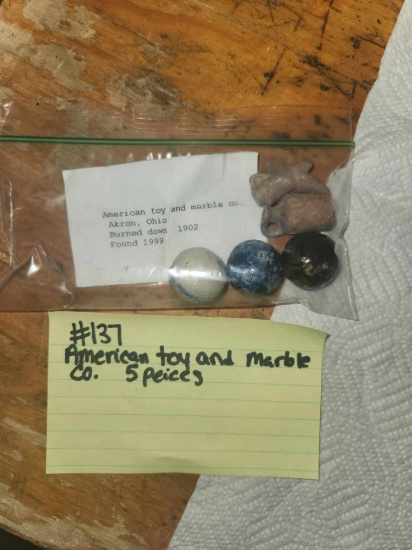 American toy and marble co.
Akron, Ohio
Burned down 1902
Found 1999
#137
American toy and marble
co. 5 peices